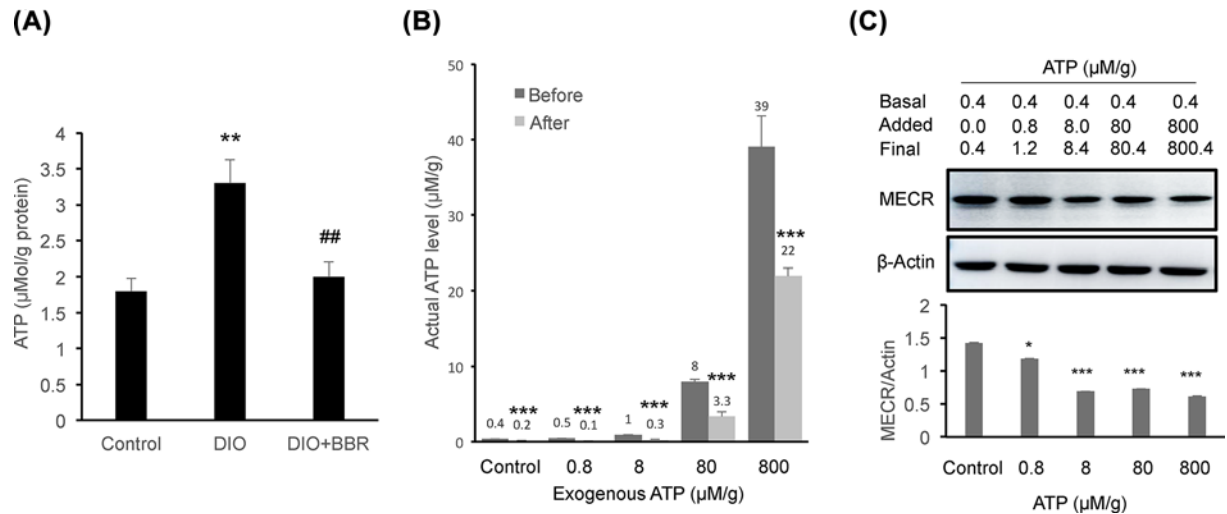 (A)
ATP (µMol/g protein)
4
3.5
3
2.5
2
1.5
1
0.5
0
**
##
Control DIO DIO+BBR
(B)
Actual ATP level (µM/g)
50
40
30
20
10
0
Before
After
0.4 0.2 ***
0.5 0.1 ***
1 0.3 ***
8 3.3 ***
39 22 ***
Control 0.8 8 80 800
Exogenous ATP (µM/g)
(C)
ATP (µM/g)
Basal 0.4 0.4 0.4 0.4 0.4
Added 0.0 0.8 8.0 80 800
Final 0.4 1.2 8.4 80.4 800.4
MECR
β-Actin
MECR/Actin
2
1.5
1
0.5
0
* *** *** ***
Control 0.8 8 80 800
ATP (µM/g)